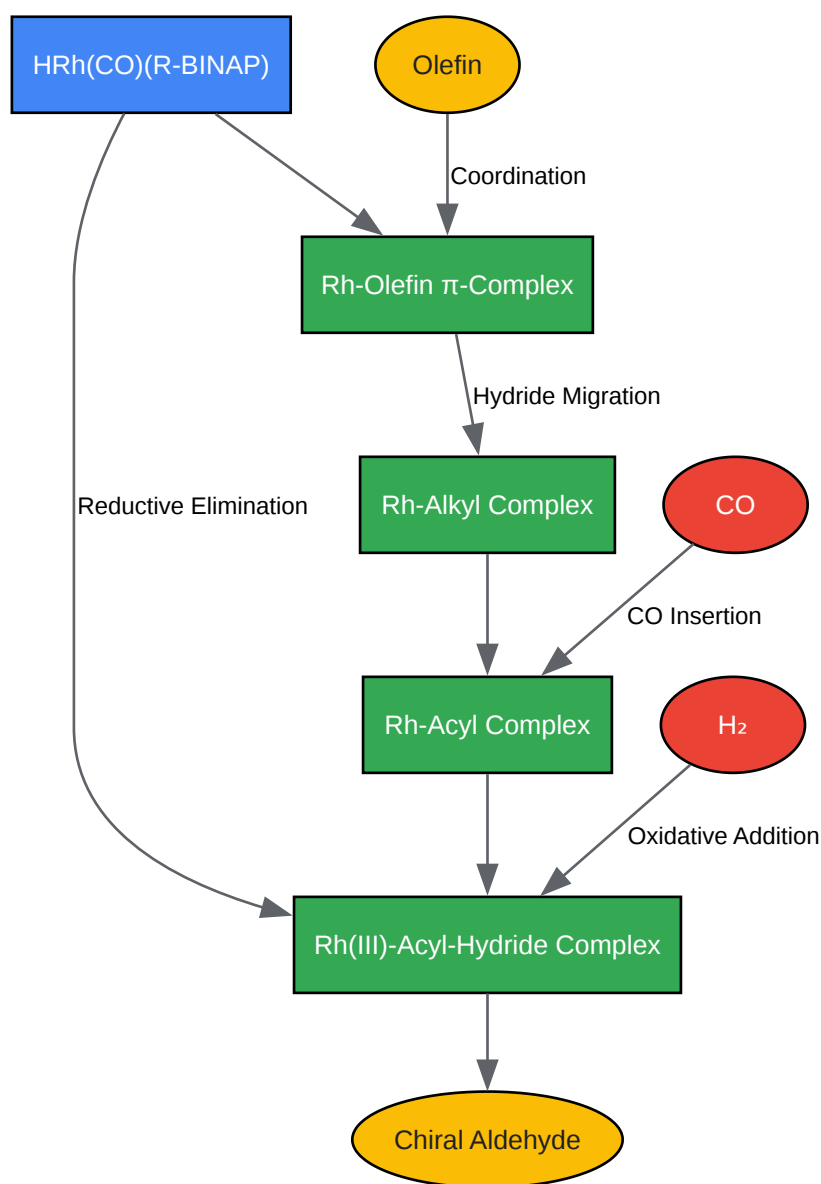 HRh(CO)(R-BINAP)
Olefin
Coordination
Rh-Olefin π-Complex
Hydride Migration
Rh-Alkyl Complex
CO
Reductive Elimination
CO Insertion
Rh-Acyl Complex
H₂
Oxidative Addition
Rh(III)-Acyl-Hydride Complex
Chiral Aldehyde